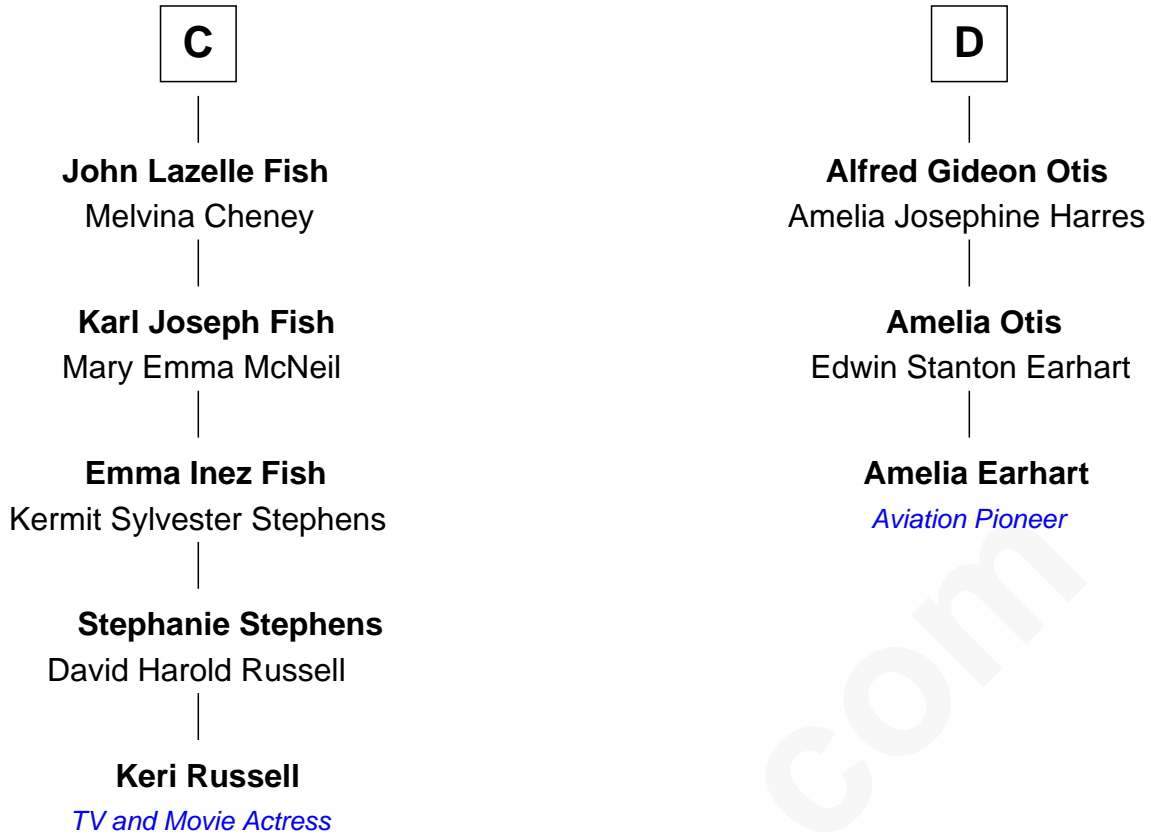 C
John Lazelle Fish
Melvina Cheney
Karl Joseph Fish
Mary Emma McNeil
Emma Inez Fish
Kermit Sylvester Stephens
Stephanie Stephens
David Harold Russell
Keri Russell
TV and Movie Actress
D
Alfred Gideon Otis
Amelia Josephine Harres
Amelia Otis
Edwin Stanton Earhart
Amelia Earhart
Aviation Pioneer
com